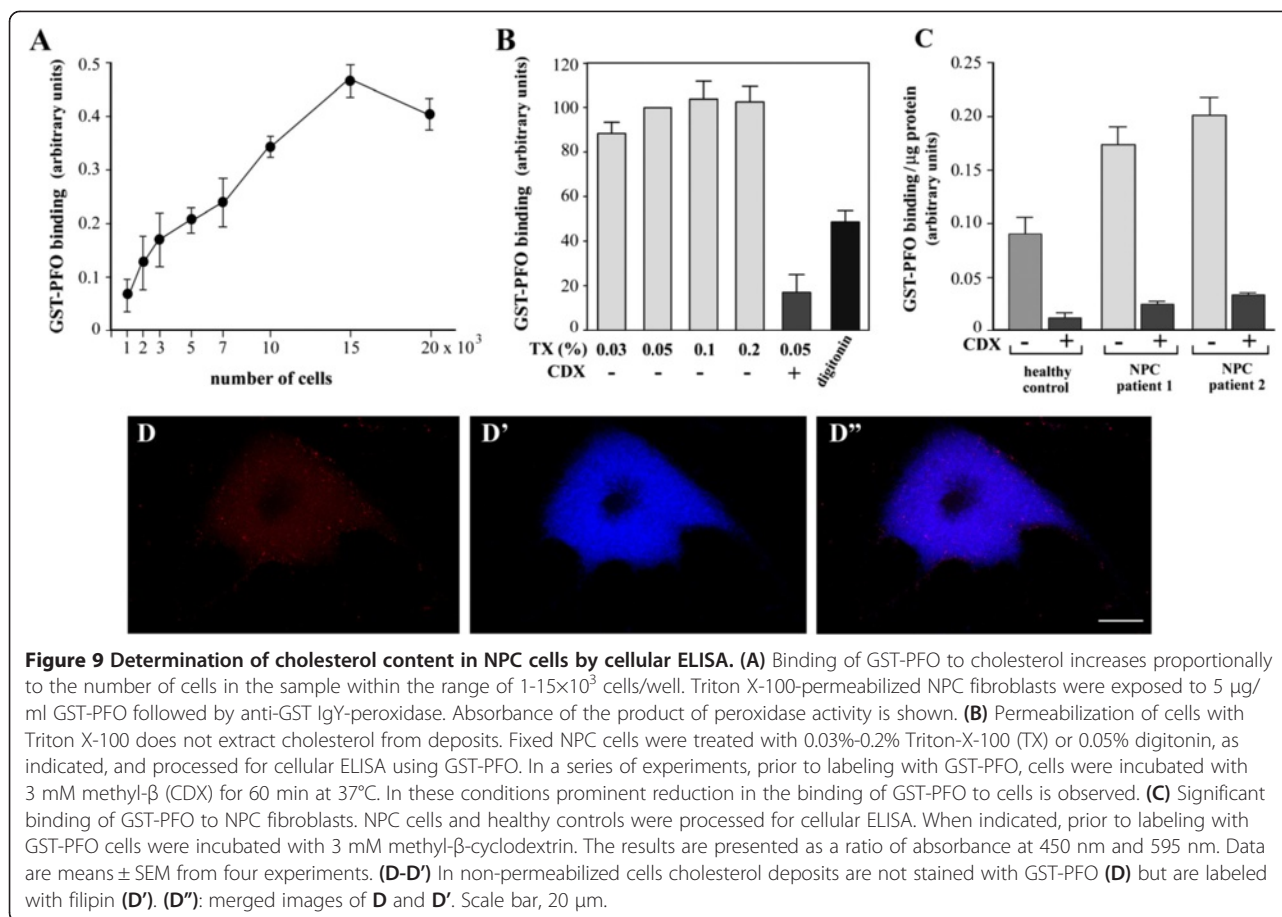 A
GST-PFO binding (arbitrary units)
0.5
0.4
0.3
0.2
0.1
0
1 2 3 5 7 10 15 20 x 10³
number of cells
B
GST-PFO binding (arbitrary units)
120
100
80
60
40
20
0
TX (%) 0.03 0.05 0.1 0.2 0.05 digitonin
CDX - - - - +
C
GST-PFO binding/µg protein
(arbitrary units)
0.25
0.20
0.15
0.10
0.05
0
CDX - + - + - +
healthy control
NPC patient 1
NPC patient 2
D
D'
D"
Figure 9 Determination of cholesterol content in NPC cells by cellular ELISA. (A) Binding of GST-PFO to cholesterol increases proportionally
to the number of cells in the sample within the range of 1-15×10³ cells/well. Triton X-100-permeabilized NPC fibroblasts were exposed to 5 µg/
ml GST-PFO followed by anti-GST IgY-peroxidase. Absorbance of the product of peroxidase activity is shown. (B) Permeabilization of cells with
Triton X-100 does not extract cholesterol from deposits. Fixed NPC cells were treated with 0.03%-0.2% Triton-X-100 (TX) or 0.05% digitonin, as
indicated, and processed for cellular ELISA using GST-PFO. In a series of experiments, prior to labeling with GST-PFO, cells were incubated with
3 mM methyl-β (CDX) for 60 min at 37°C. In these conditions prominent reduction in the binding of GST-PFO to cells is observed. (C) Significant
binding of GST-PFO to NPC fibroblasts. NPC cells and healthy controls were processed for cellular ELISA. When indicated, prior to labeling with
GST-PFO cells were incubated with 3 mM methyl-β-cyclodextrin. The results are presented as a ratio of absorbance at 450 nm and 595 nm. Data
are means ± SEM from four experiments. (D-D') In non-permeabilized cells cholesterol deposits are not stained with GST-PFO (D) but are labeled
with filipin (D'). (D"): merged images of D and D'. Scale bar, 20 µm.